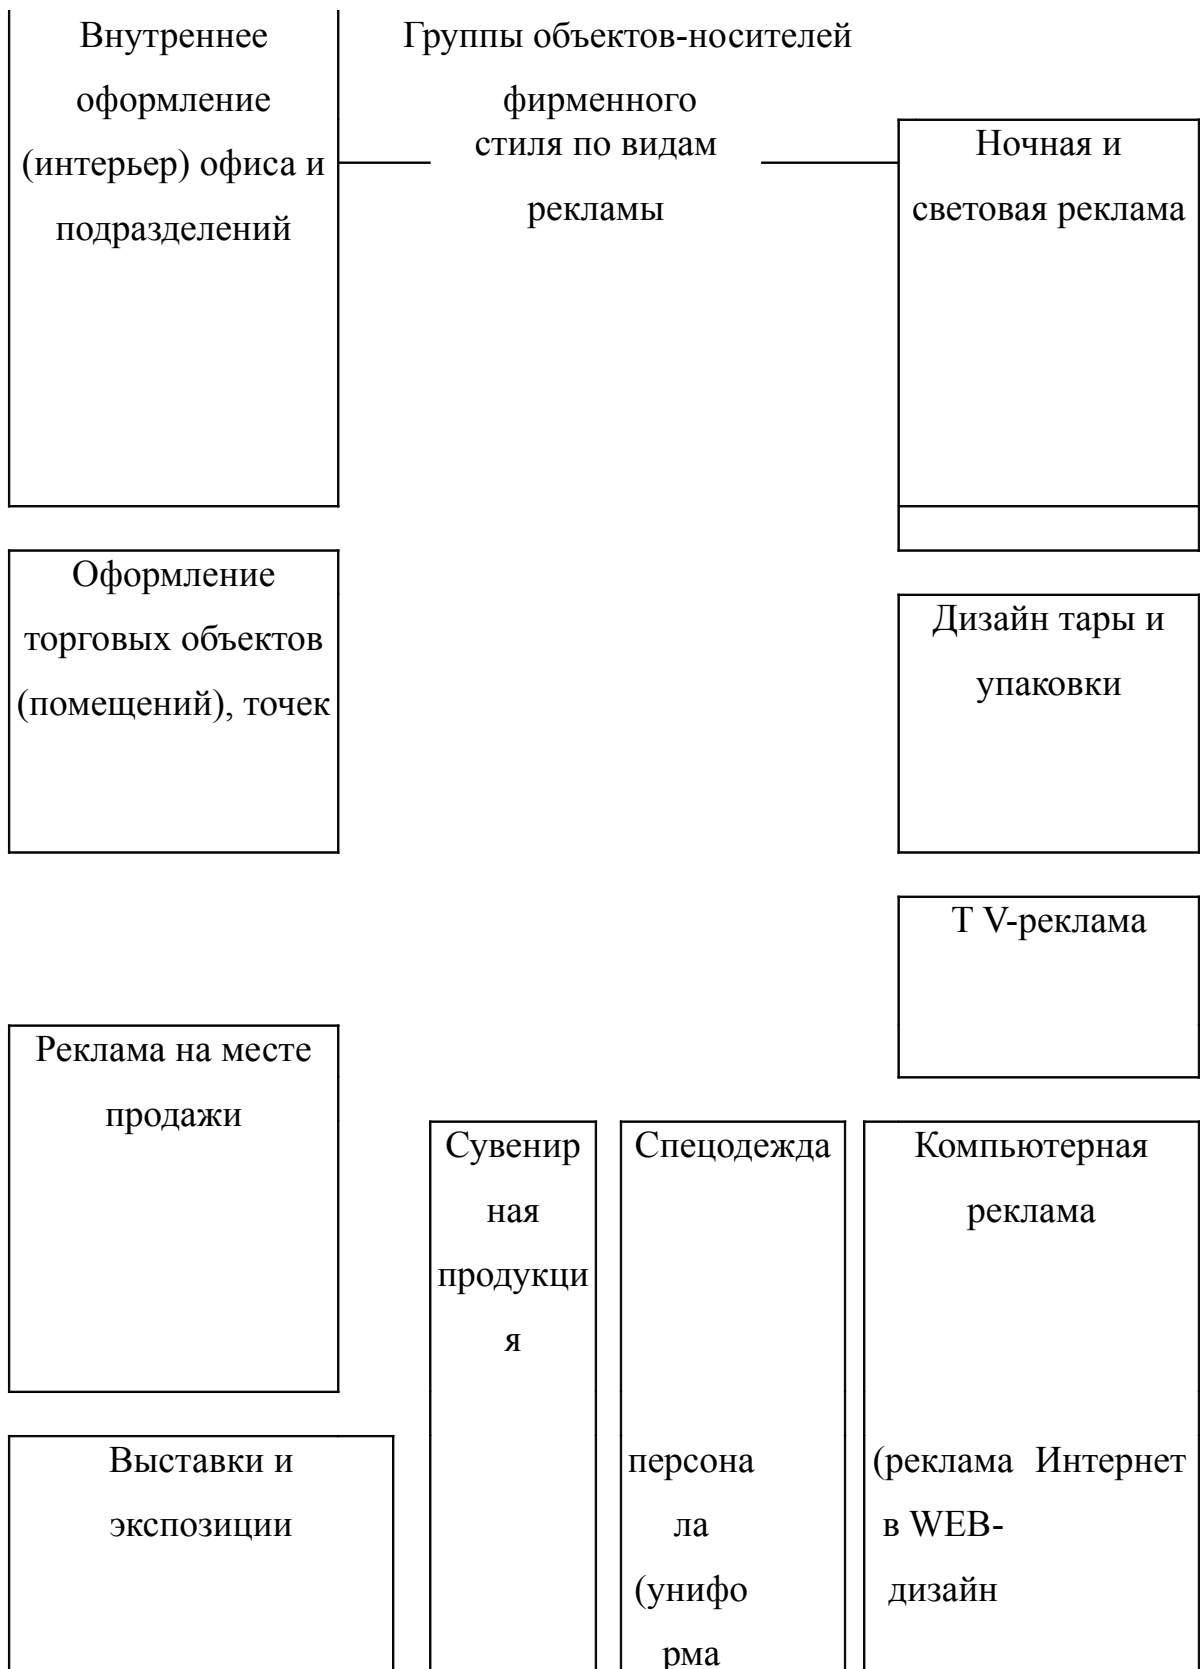 Внутреннее
оформление
(интерьер) офиса и
подразделений
Группы объектов-носителей
фирменного
стиля по видам
рекламы
Ночная и
световая реклама
Оформление
торговых объектов
(помещений), точек
Дизайн тары и
упаковки
Т V-реклама
Реклама на месте
продажи
Сувенир
ная
продукци
я
Спецодежда
Компьютерная
реклама
Выставки и
экспозиции
персона
ла
(унифо
рма
(реклама Интернет
в WEB-
дизайн